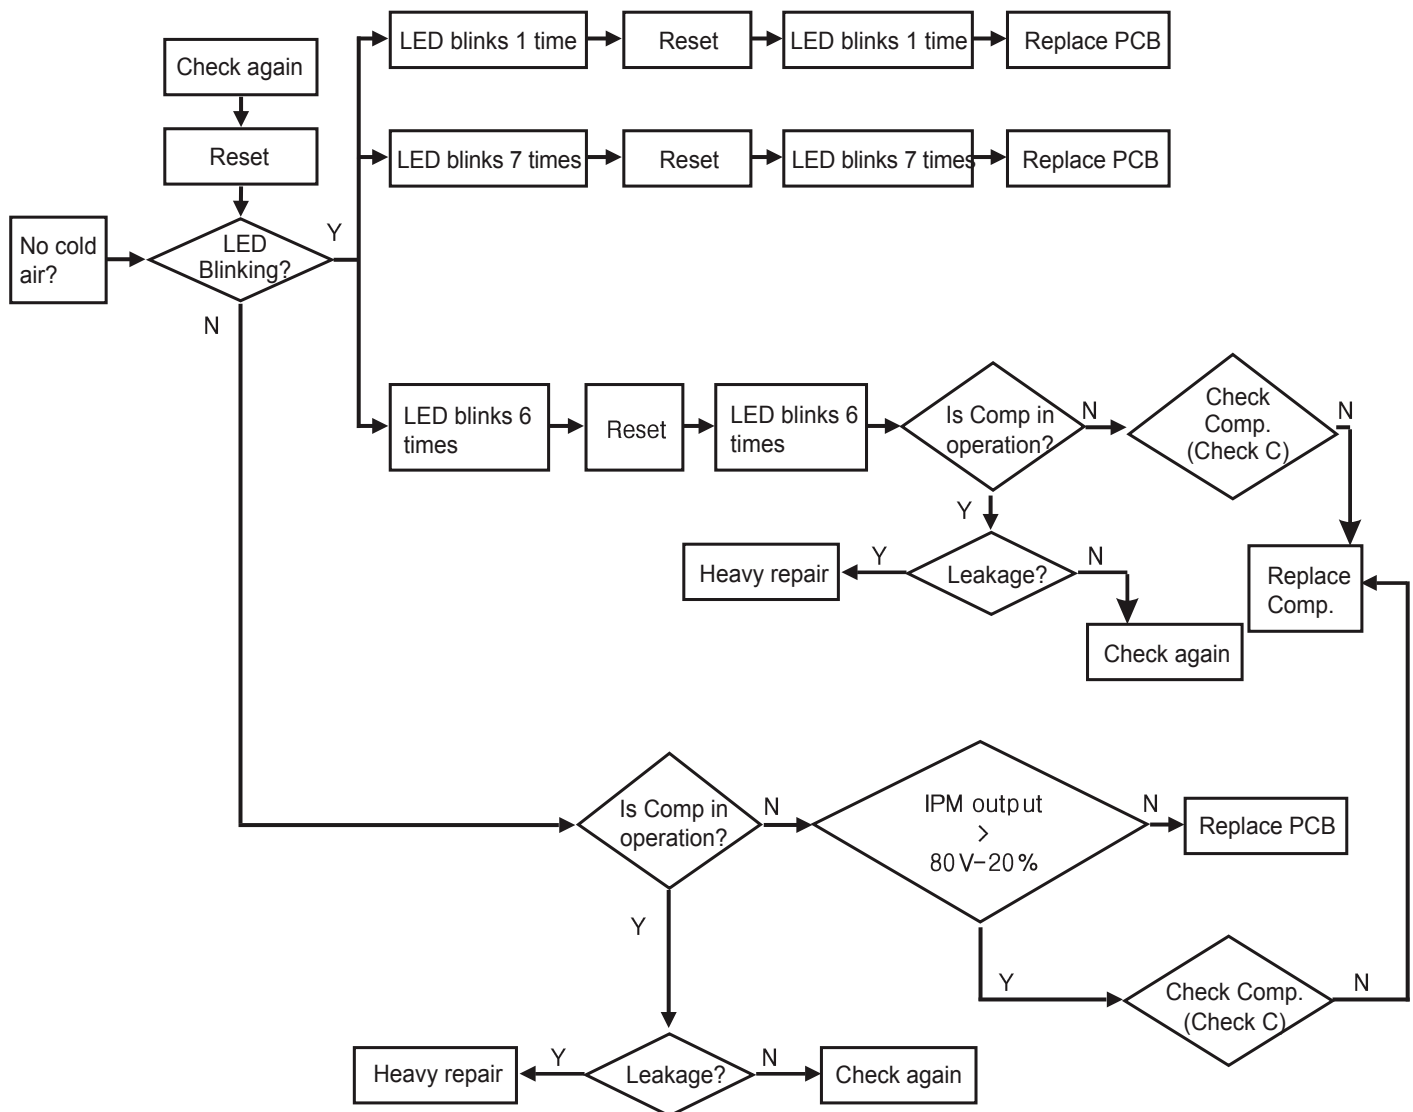 LED blinks 1 time
Reset
LED blinks 1 time
Replace PCB
Check again
Reset
LED blinks 7 times
Reset
LED blinks 7 times
Replace PCB
No cold
air?
LED
Blinking?
Y
N
LED blinks 6
times
Reset
LED blinks 6
times
Is Comp in
operation?
N
Check
Comp.
(Check C)
N
Y
Heavy repair
Y
Leakage?
N
Check again
Replace
Comp.
Is Comp in
operation?
N
IPM output
>
80V-20%
N
Replace PCB
Y
Y
Check Comp.
(Check C)
N
Heavy repair
Y
Leakage?
N
Check again